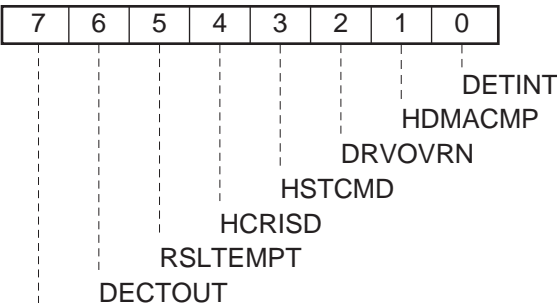 7 6 5 4 3 2 1 0
DETINT
HDMACMP
DRVOVRN
HSTCMD
HCRISD
RSLTEMPT
DECTOUT